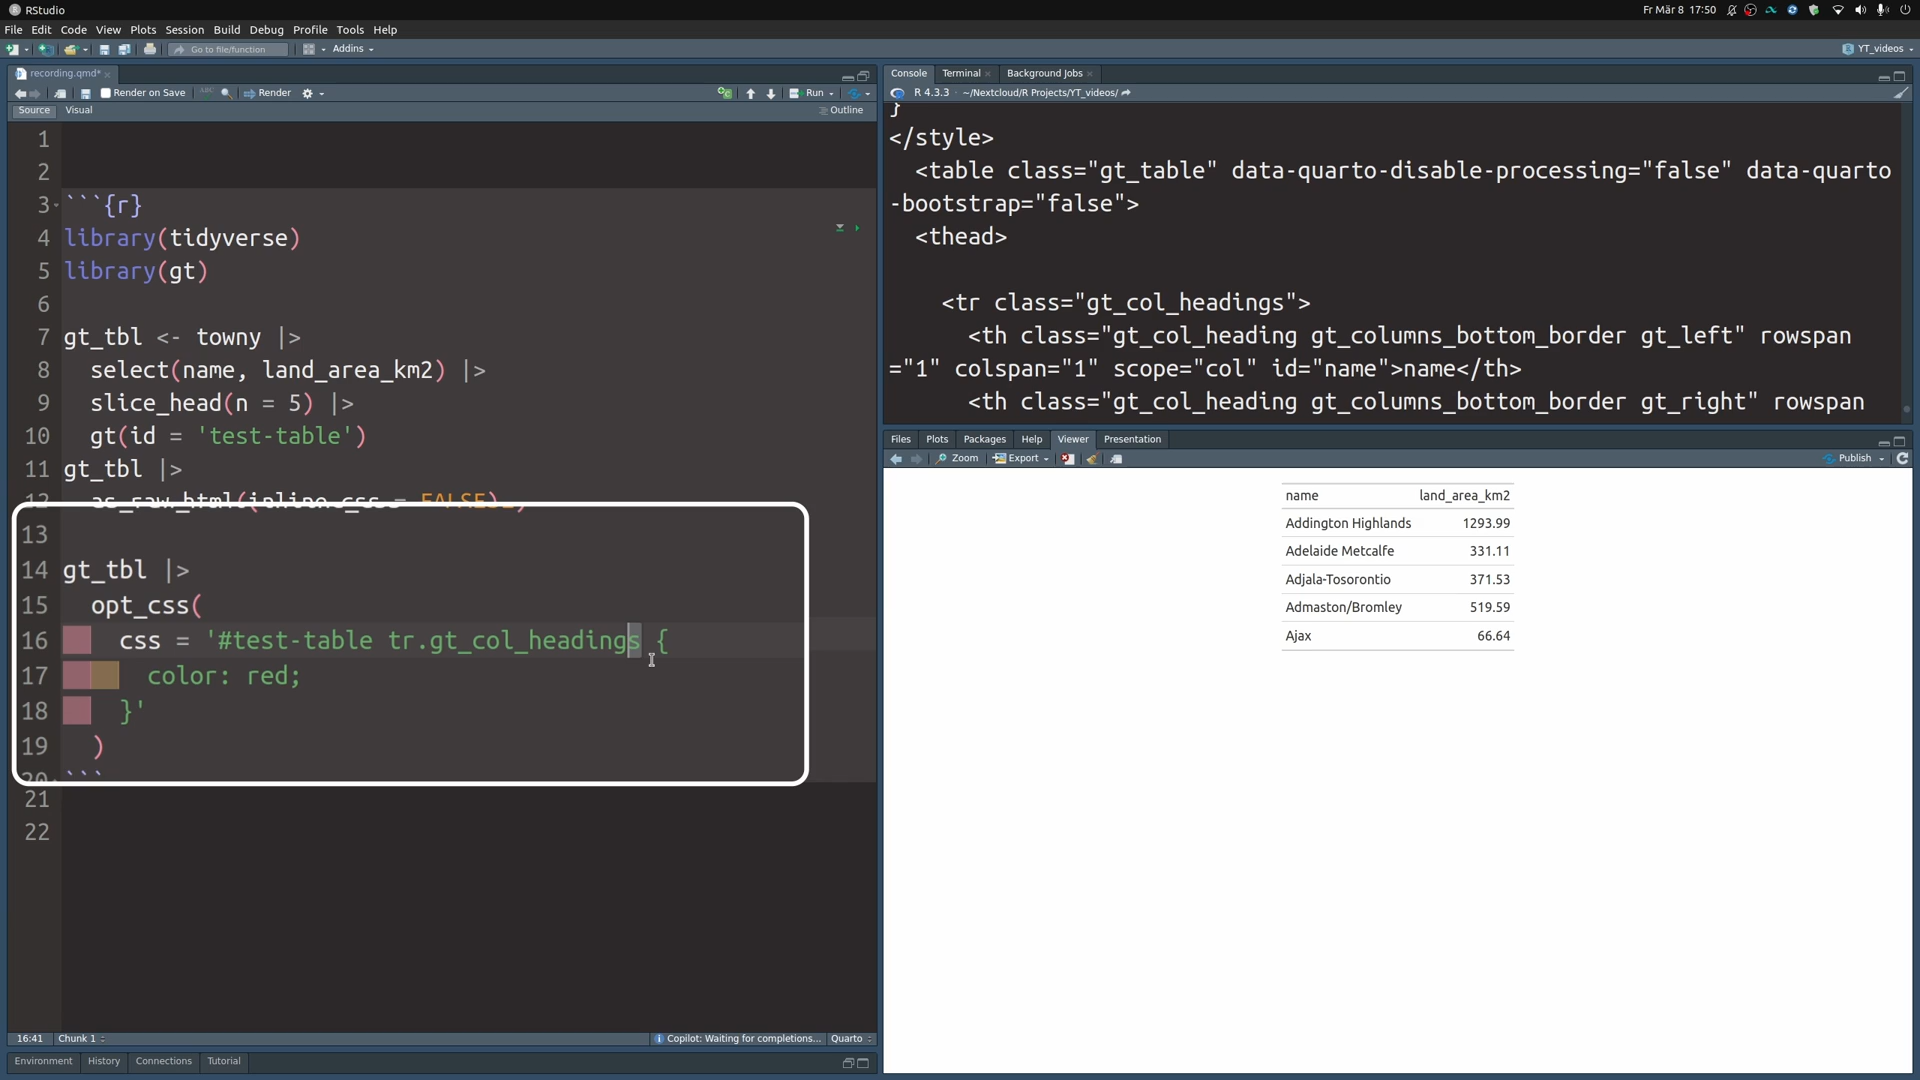 RStudio
Fr Mär 8 17:50
File Edit Code View Plots Session Build Debug Profile Tools Help
Go to file/function Addins YT_videos
recording.qmd*
Render on Save ABC Render Run
Source Visual Outline
1
2
3 ```{r}
4 library(tidyverse)
5 library(gt)
6
7 gt_tbl <- towny |>
8 select(name, land_area_km2) |>
9 slice_head(n = 5) |>
10 gt(id = 'test-table')
11 gt_tbl |>
12 as_raw_html(inline_css = FALSE)
13
14 gt_tbl |>
15 opt_css(
16 css = '#test-table tr.gt_col_headings {
17 color: red;
18 }'
19 )
20 ```
21
22
16:41 Chunk 1 Copilot: Waiting for completions... Quarto
Environment History Connections Tutorial
Console Terminal Background Jobs
R 4.3.3 · ~/Nextcloud/R Projects/YT_videos/
}
</style>
<table class="gt_table" data-quarto-disable-processing="false" data-quarto
-bootstrap="false">
<thead>
<tr class="gt_col_headings">
<th class="gt_col_heading gt_columns_bottom_border gt_left" rowspan
="1" colspan="1" scope="col" id="name">name</th>
<th class="gt_col_heading gt_columns_bottom_border gt_right" rowspan
Files Plots Packages Help Viewer Presentation
Zoom Export Publish
name land_area_km2
Addington Highlands 1293.99
Adelaide Metcalfe 331.11
Adjala-Tosorontio 371.53
Admaston/Bromley 519.59
Ajax 66.64